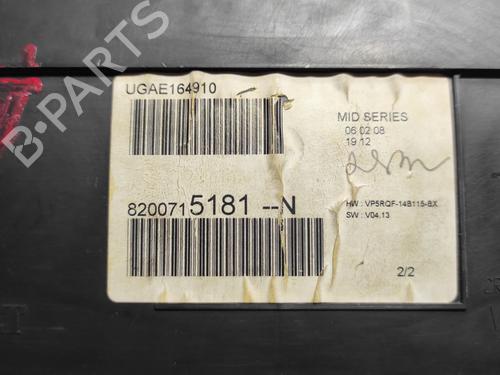 B-PARTS
UGAE164910
MID SERIES
06.02.08
19:12
8200715181--N
HW : VP5RQF-14B115-BX
SW : V04.13
2/2